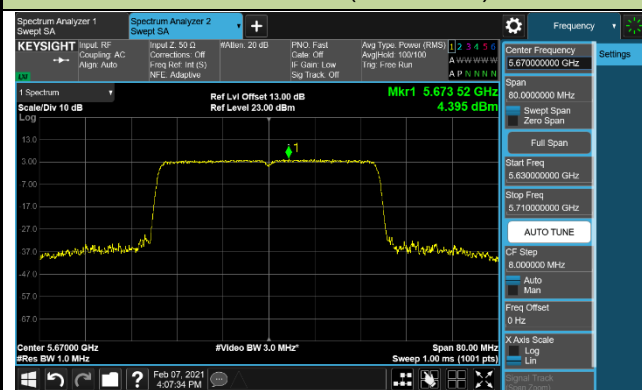 Spectrum Analyzer 1
Swept SA
Spectrum Analyzer 2
Swept SA
+
Frequency
KEYSIGHT
Input: RF
Coupling: AC
Align: Auto
Input Z: 50 Ω
Corrections: Off
Freq Ref: Int (S)
NFE: Adaptive
#Atten: 20 dB
PNO: Fast
Gate: Off
IF Gain: Low
Sig Track: Off
Avg Type: Power (RMS)
Avg|Hold: 100/100
Trig: Free Run
1 2 3 4 5 6
A W W W W W
A P N N N N
LV
1 Spectrum
Scale/Div 10 dB
Log
Ref Lvl Offset 13.00 dB
Ref Level 23.00 dBm
Mkr1 5.673 52 GHz
4.395 dBm
13.0
3.00
-7.00
-17.0
-27.0
-37.0
-47.0
-57.0
-67.0
1
Center 5.67000 GHz
#Res BW 1.0 MHz
#Video BW 3.0 MHz*
Span 80.00 MHz
Sweep 1.00 ms (1001 pts)
Center Frequency
5.670000000 GHz
Settings
Span
80.0000000 MHz
Swept Span
Zero Span
Full Span
Start Freq
5.630000000 GHz
Stop Freq
5.710000000 GHz
AUTO TUNE
CF Step
8.000000 MHz
Auto
Man
Freq Offset
0 Hz
X Axis Scale
Log
Lin
Signal Track
(Span Zoom)
?
Feb 07, 2021
4:07:34 PM